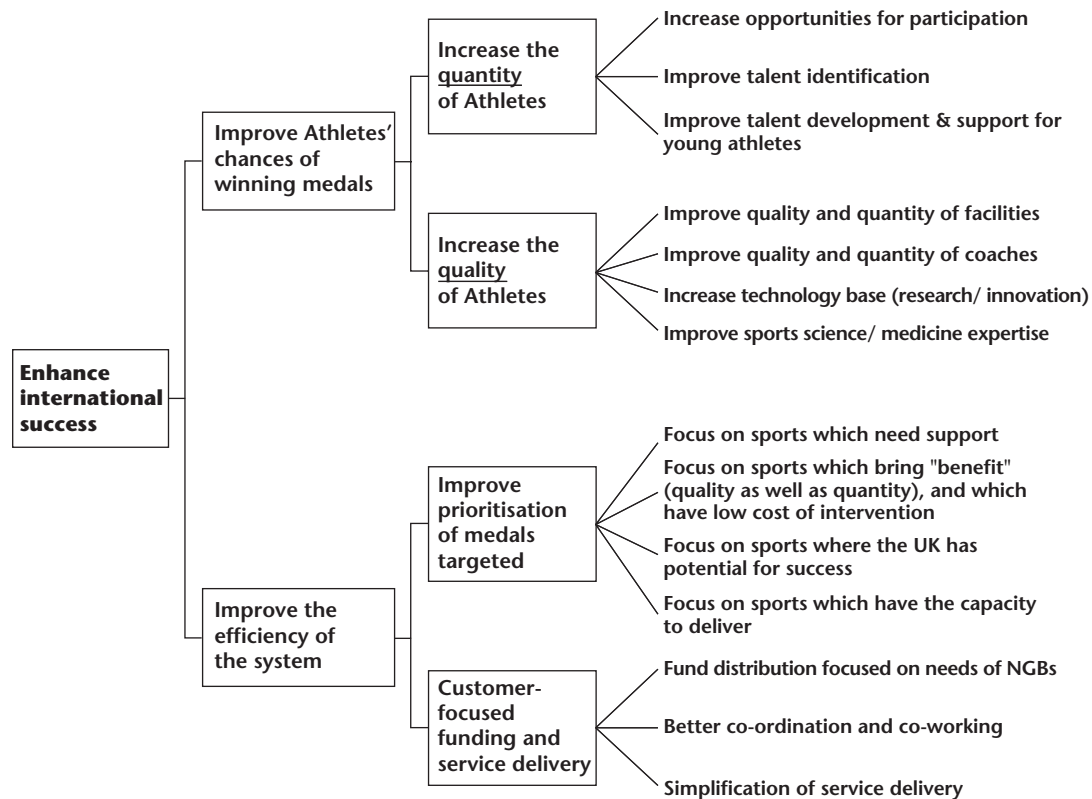 Enhance
international
success
Improve Athletes'
chances of
winning medals
Increase the
quantity
of Athletes
Increase opportunities for participation
Improve talent identification
Improve talent development & support for
young athletes
Increase the
quality
of Athletes
Improve quality and quantity of facilities
Improve quality and quantity of coaches
Increase technology base (research/ innovation)
Improve sports science/ medicine expertise
Improve the
efficiency of
the system
Improve
prioritisation
of medals
targeted
Focus on sports which need support
Focus on sports which bring "benefit"
(quality as well as quantity), and which
have low cost of intervention
Focus on sports where the UK has
potential for success
Focus on sports which have the capacity
to deliver
Customer-
focused
funding and
service delivery
Fund distribution focused on needs of NGBs
Better co-ordination and co-working
Simplification of service delivery